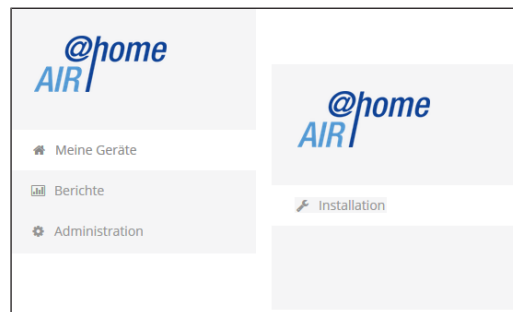 @home
AIR
Meine Geräte
Berichte
Administration
@home
AIR
Installation